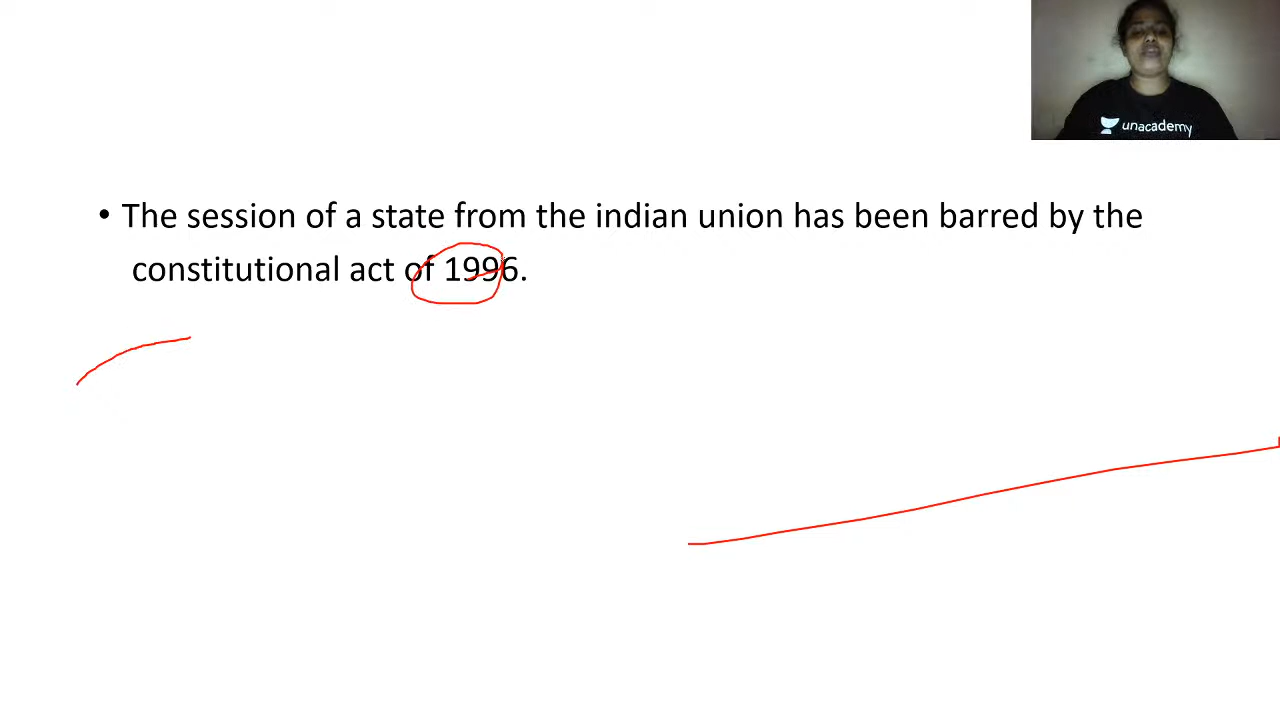 unacademy
• The session of a state from the indian union has been barred by the
constitutional act of 1996.